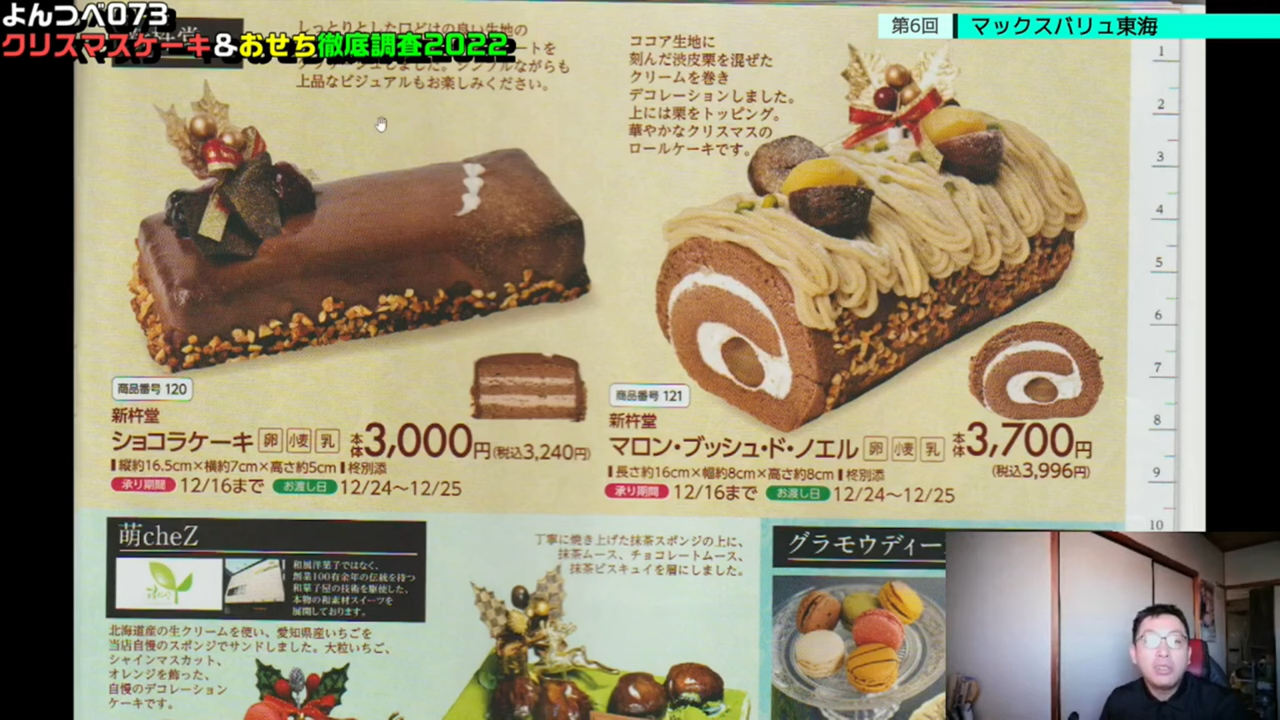 よんつべ073
クリスマスケーキ＆おせち徹底調査2022
第6回 マックスバリュ東海
しっとりとした口どけの良い生地の
上品なビジュアルもお楽しみください。
ココア生地に
刻んだ渋皮栗を混ぜた
クリームを巻き
デコレーションしました。
上には栗をトッピング。
華やかなクリスマスの
ロールケーキです。
1
2
3
4
5
6
7
8
9
10
商品番号 120
新杵堂
ショコラケーキ 卵 小麦 乳 本体3,000円(税込3,240円)
縦約16.5cm×横約7cm×高さ約5cm 柊別添
承り期間 12/16まで お渡し日 12/24～12/25
商品番号 121
新杵堂
マロン・ブッシュ・ド・ノエル 卵 小麦 乳 本体3,700円
(税込3,996円)
長さ約16cm×幅約8cm×高さ約8cm 柊別添
承り期間 12/16まで お渡し日 12/24～12/25
萌cheZ
和風洋菓子ではなく、
創業100有余年の伝統を持つ
和菓子屋の技術を駆使した、
本物の和素材スイーツを
展開しております。
北海道産の生クリームを使い、愛知県産いちごを
当店自慢のスポンジでサンドしました。大粒いちご、
シャインマスカット、
オレンジを飾った、
自慢のデコレーション
ケーキです。
丁寧に焼き上げた抹茶スポンジの上に、
抹茶ムース、チョコレートムース、
抹茶ビスキュイを層にしました。
グラモウディー